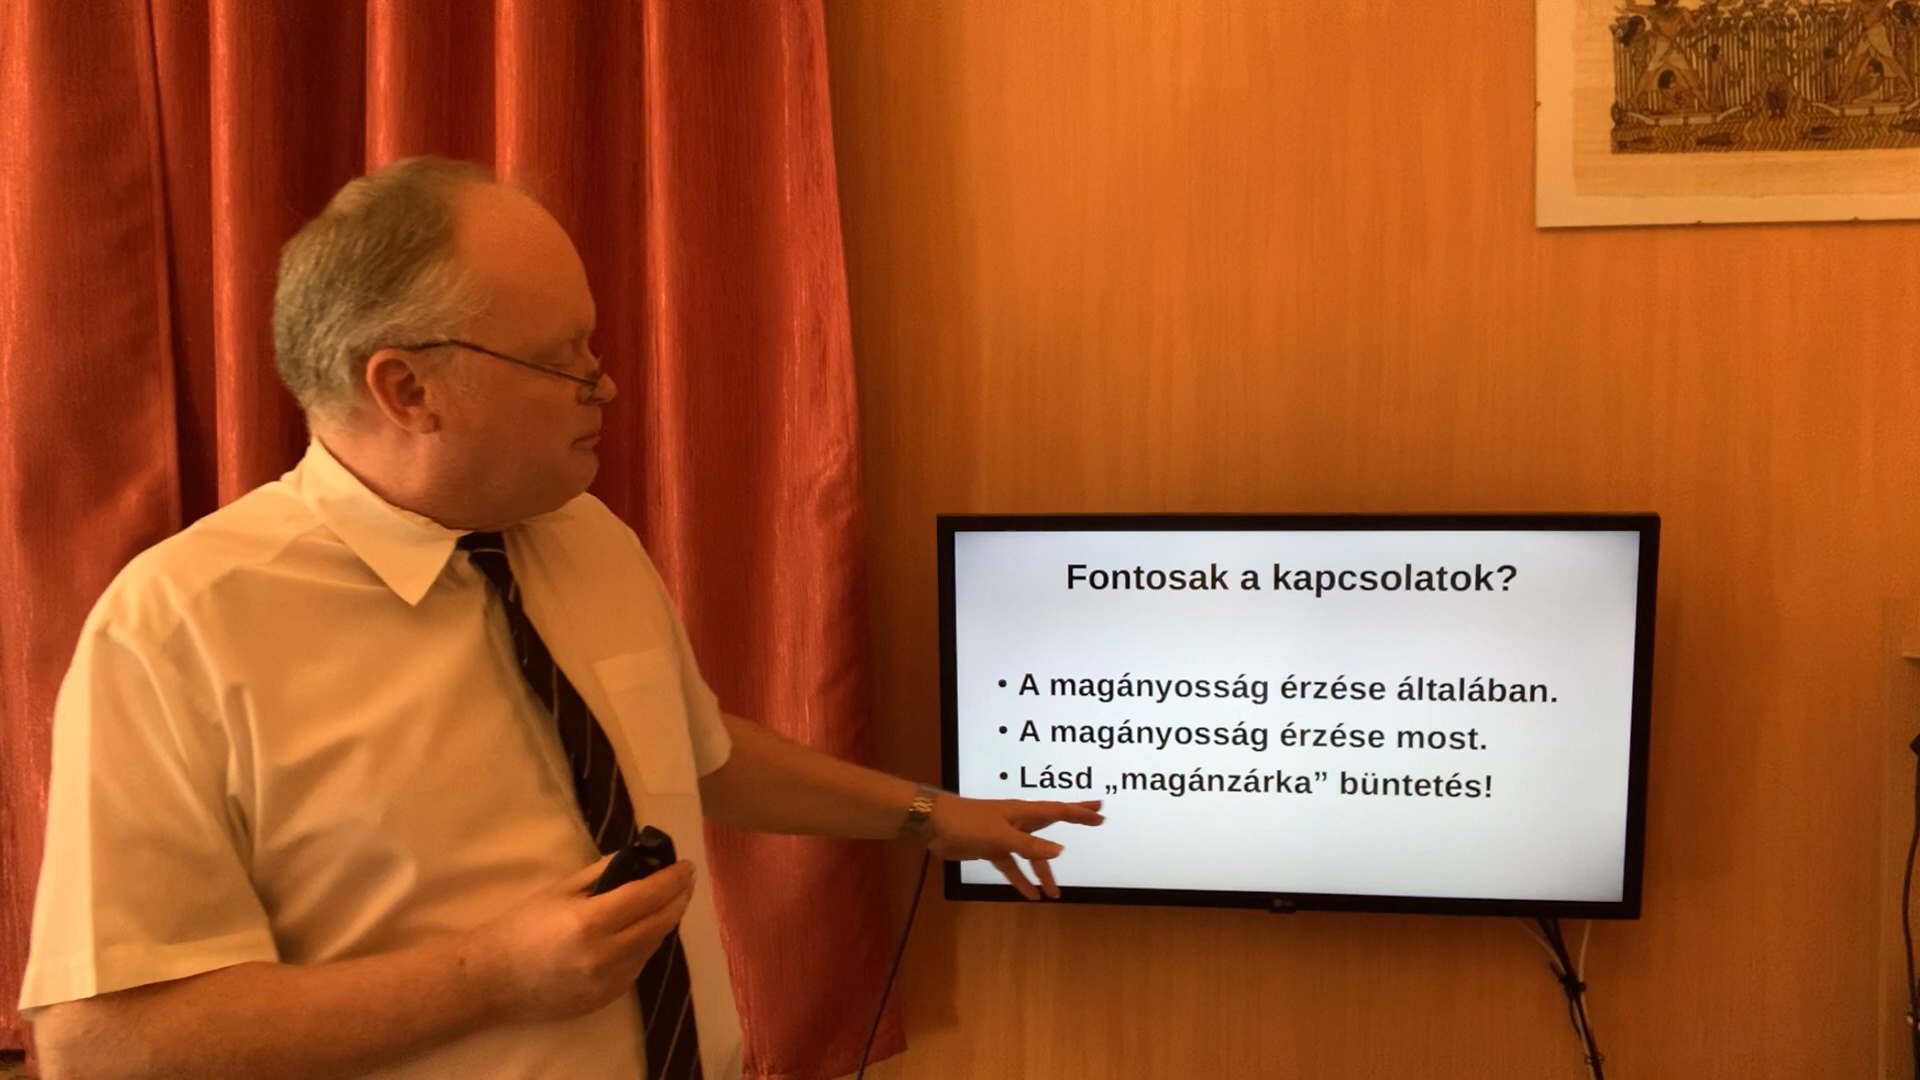 Fontosak a kapcsolatok?
• A magányosság érzése általában.
• A magányosság érzése most.
• Lásd „magánzárka” büntetés!